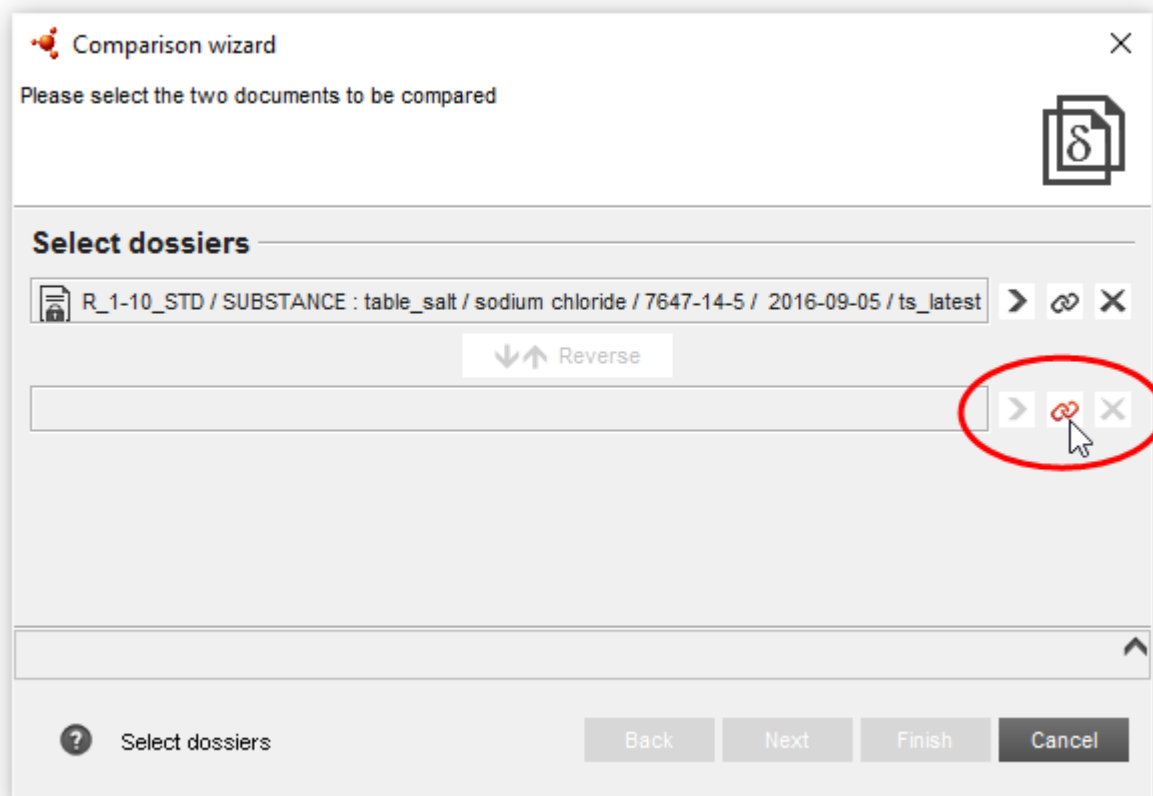 Comparison wizard
Please select the two documents to be compared
δ
Select dossiers
R_1-10_STD / SUBSTANCE : table_salt / sodium chloride / 7647-14-5 /  2016-09-05 / ts_latest
Reverse
? Select dossiers Back Next Finish Cancel